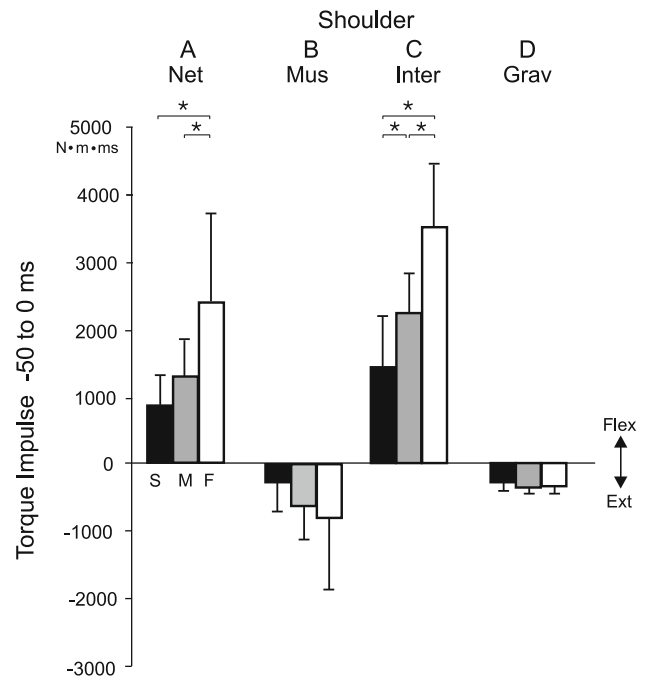 Shoulder
A B C D
Net Mus Inter Grav
* *
* * *
5000
N•m•ms
4000
3000
2000
1000
0
-1000
-2000
-3000
Torque Impulse -50 to 0 ms
S M F
Flex
Ext